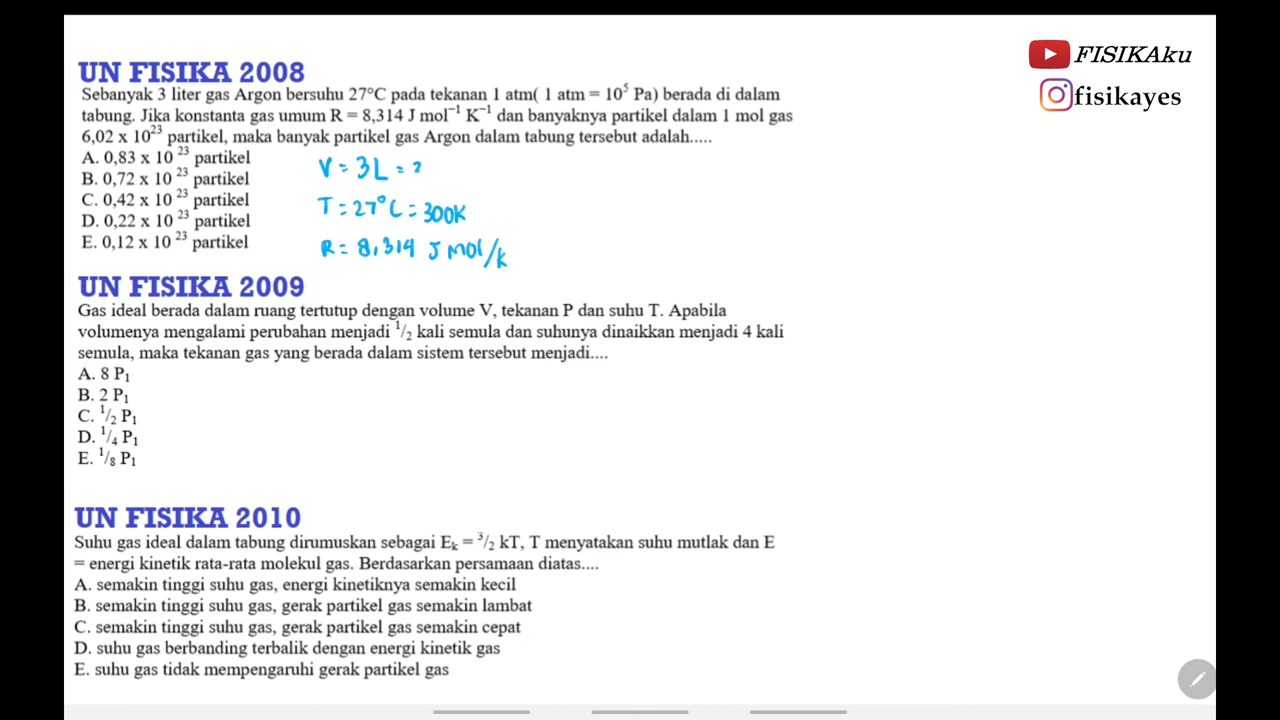 FISIKAku
fisikayes
UN FISIKA 2008
Sebanyak 3 liter gas Argon bersuhu 27°C pada tekanan 1 atm( 1 atm = 10⁵ Pa) berada di dalam
tabung. Jika konstanta gas umum R = 8,314 J mol⁻¹ K⁻¹ dan banyaknya partikel dalam 1 mol gas
6,02 x 10²³ partikel, maka banyak partikel gas Argon dalam tabung tersebut adalah.....
A. 0,83 x 10 ²³ partikel
B. 0,72 x 10 ²³ partikel
C. 0,42 x 10 ²³ partikel
D. 0,22 x 10 ²³ partikel
E. 0,12 x 10 ²³ partikel
V = 3L =
T = 27°C = 300K
R = 8,314 J mol/k
UN FISIKA 2009
Gas ideal berada dalam ruang tertutup dengan volume V, tekanan P dan suhu T. Apabila
volumenya mengalami perubahan menjadi ¹/₂ kali semula dan suhunya dinaikkan menjadi 4 kali
semula, maka tekanan gas yang berada dalam sistem tersebut menjadi....
A. 8 P₁
B. 2 P₁
C. ¹/₂ P₁
D. ¹/₄ P₁
E. ¹/₈ P₁
UN FISIKA 2010
Suhu gas ideal dalam tabung dirumuskan sebagai Eₖ = ³/₂ kT, T menyatakan suhu mutlak dan E
= energi kinetik rata-rata molekul gas. Berdasarkan persamaan diatas....
A. semakin tinggi suhu gas, energi kinetiknya semakin kecil
B. semakin tinggi suhu gas, gerak partikel gas semakin lambat
C. semakin tinggi suhu gas, gerak partikel gas semakin cepat
D. suhu gas berbanding terbalik dengan energi kinetik gas
E. suhu gas tidak mempengaruhi gerak partikel gas